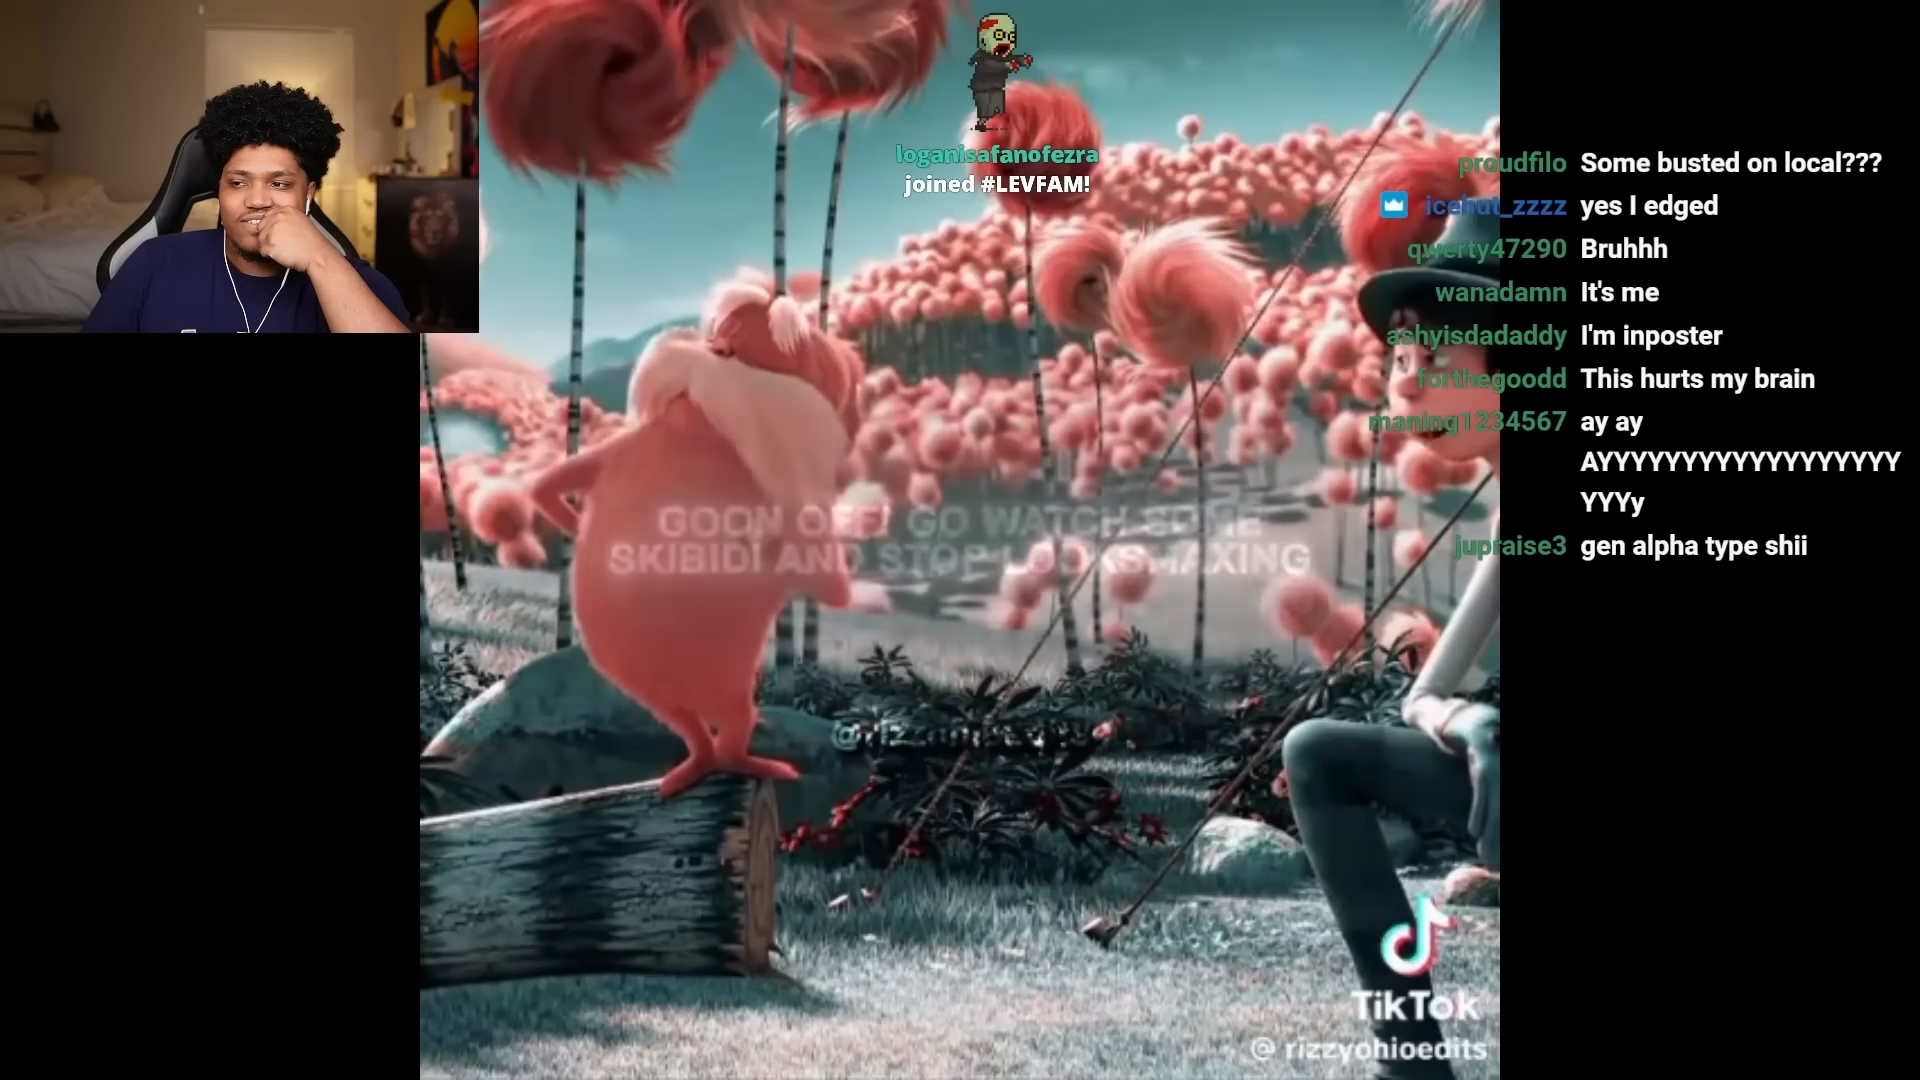 loganisafanofezra
joined #LEVFAM!
proudfilo Some busted on local???
icehut_zzzz yes I edged
qwerty47290 Bruhhh
wanadamn It's me
ashyisdadaddy I'm inposter
forthegoodd This hurts my brain
maning1234567 ay ay
AYYYYYYYYYYYYYYYYYY
YYYy
jupraise3 gen alpha type shii
GOON OFF! GO WATCH SOME
SKIBIDI AND STOP LOOKSMAXING
TikTok
@ rizzyohioedits